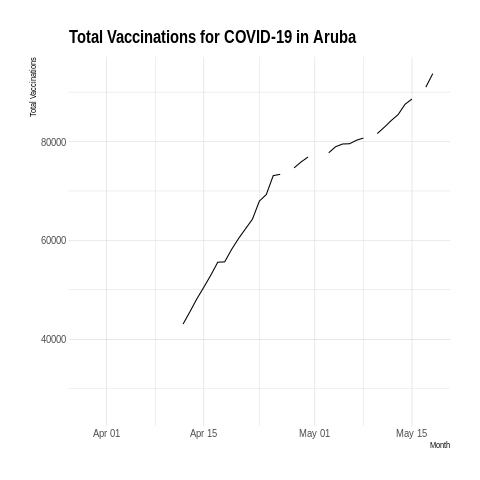 Total Vaccinations for COVID-19 in Aruba
Total Vaccinations
80000
60000
40000
Apr 01
Apr 15
May 01
May 15
Month